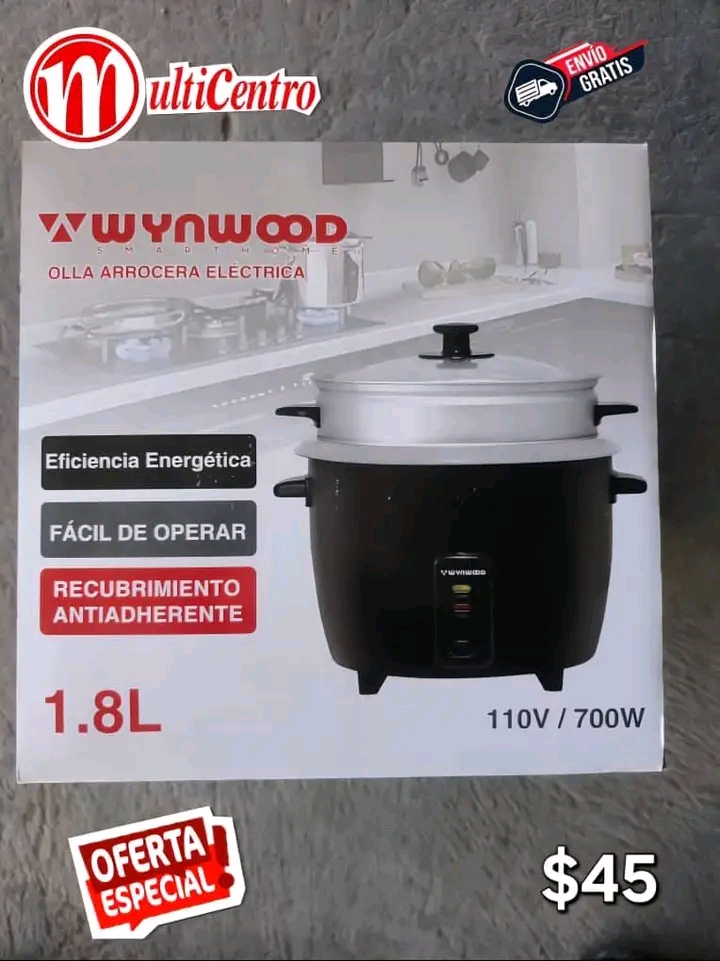 MultiCentro
ENVÍO
GRATIS
WYNWOOD
SMARTHOME
OLLA ARROCERA ELÉCTRICA
Eficiencia Energética
FÁCIL DE OPERAR
RECUBRIMIENTO
ANTIADHERENTE
WYNWOOD
1.8L
110V / 700W
OFERTA
ESPECIAL!
$45